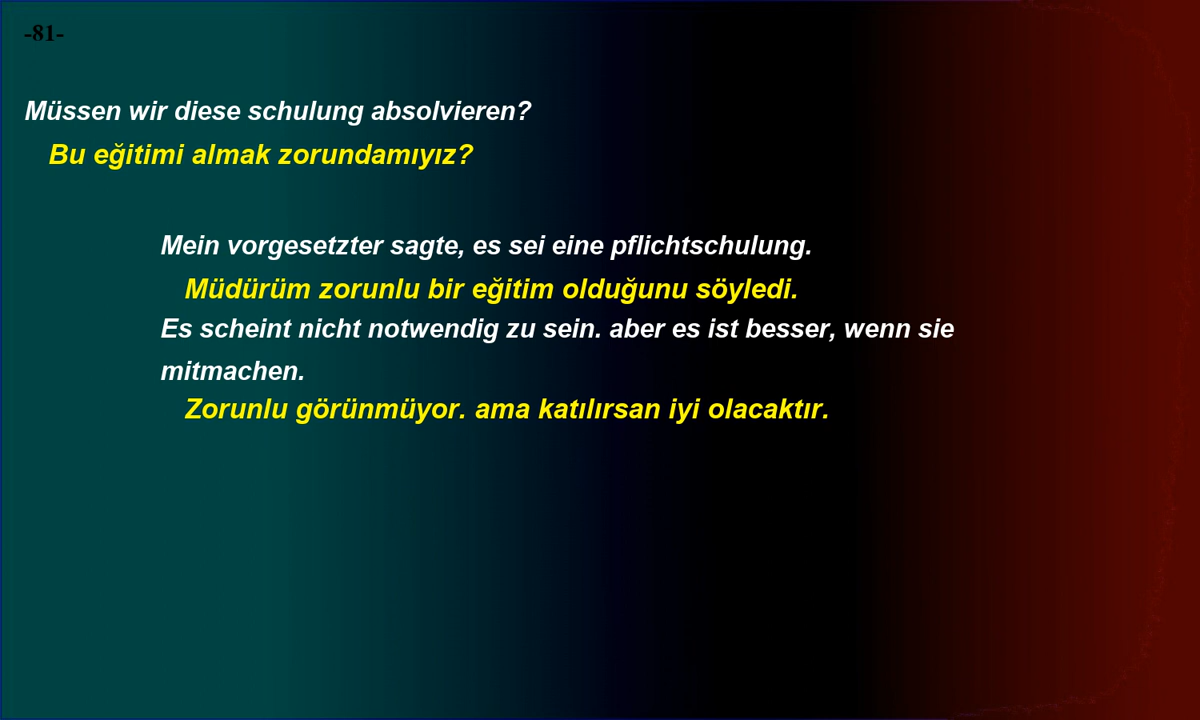 -81-
Müssen wir diese schulung absolvieren?
Bu eğitimi almak zorundamıyız?
Mein vorgesetzter sagte, es sei eine pflichtschulung.
Müdürüm zorunlu bir eğitim olduğunu söyledi.
Es scheint nicht notwendig zu sein. aber es ist besser, wenn sie
mitmachen.
Zorunlu görünmüyor. ama katılırsan iyi olacaktır.